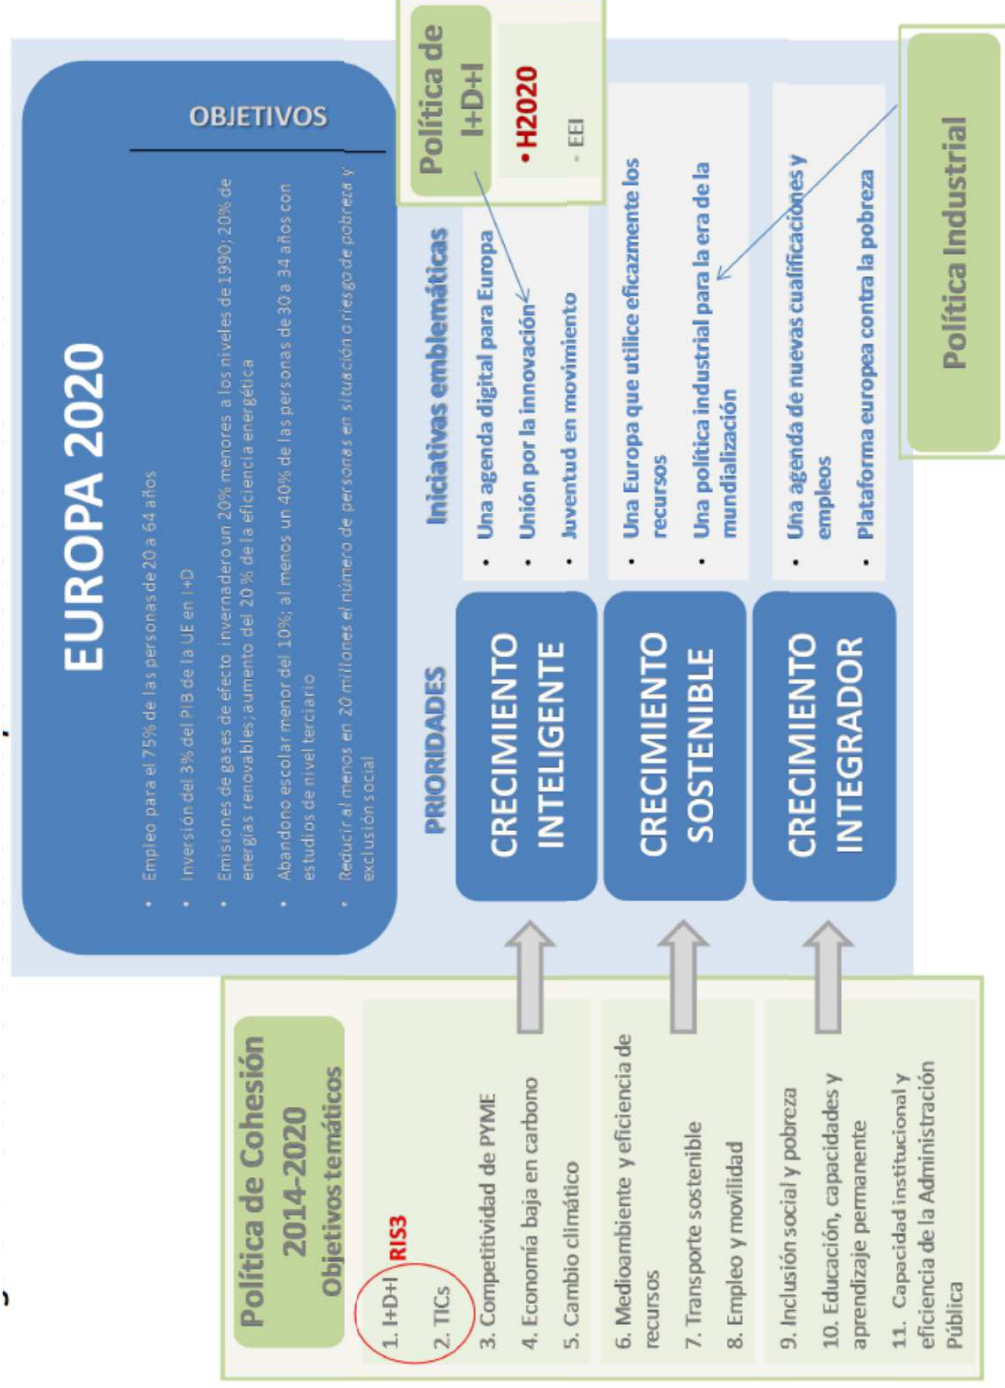 EUROPA 2020
OBJETIVOS
• Empleo para el 75% de las personas de 20 a 64 años
• Inversión del 3% del PIB de la UE en I+D
• Emisiones de gases de efecto invernadero un 20% menores a los niveles de 1990; 20% de
energías renovables; aumento del 20% de la eficiencia energética
• Abandono escolar menor del 10%; al menos un 40% de las personas de 30 a 34 años con
estudios de nivel terciario
• Reducir al menos en 20 millones el número de personas en situación o riesgo de pobreza y
exclusión social
Política de Cohesión
2014-2020
Objetivos temáticos
1. I+D+I RIS3
2. TICs
3. Competitividad de PYME
4. Economía baja en carbono
5. Cambio climático
6. Medioambiente y eficiencia de
recursos
7. Transporte sostenible
8. Empleo y movilidad
9. Inclusión social y pobreza
10. Educación, capacidades y
aprendizaje permanente
11. Capacidad institucional y
eficiencia de la Administración
Pública
PRIORIDADES
CRECIMIENTO
INTELIGENTE
CRECIMIENTO
SOSTENIBLE
CRECIMIENTO
INTEGRADOR
Iniciativas emblemáticas
• Una agenda digital para Europa
• Unión por la innovación
• Juventud en movimiento
• Una Europa que utilice eficazmente los
recursos
• Una política industrial para la era de la
mundialización
• Una agenda de nuevas cualificaciones y
empleos
• Plataforma europea contra la pobreza
Política de
I+D+I
• H2020
• EEI
Política Industrial